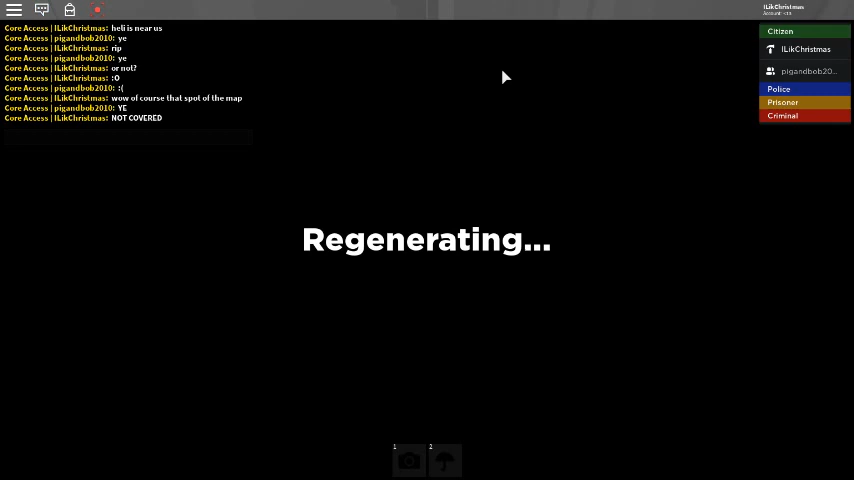 ILikChristmas
Core Access | ILikChristmas: heli is near us
Core Access | pigandbob2010: ye
Core Access | ILikChristmas: rip
Core Access | pigandbob2010: ye
Core Access | ILikChristmas: or not?
Core Access | ILikChristmas: :O
Core Access | pigandbob2010: :(
Core Access | ILikChristmas: wow of course that spot of the map
Core Access | pigandbob2010: YE
Core Access | ILikChristmas: NOT COVERED
Citizen
ILikChristmas
pigandbob20...
Police
Prisoner
Criminal
Regenerating...
1 2